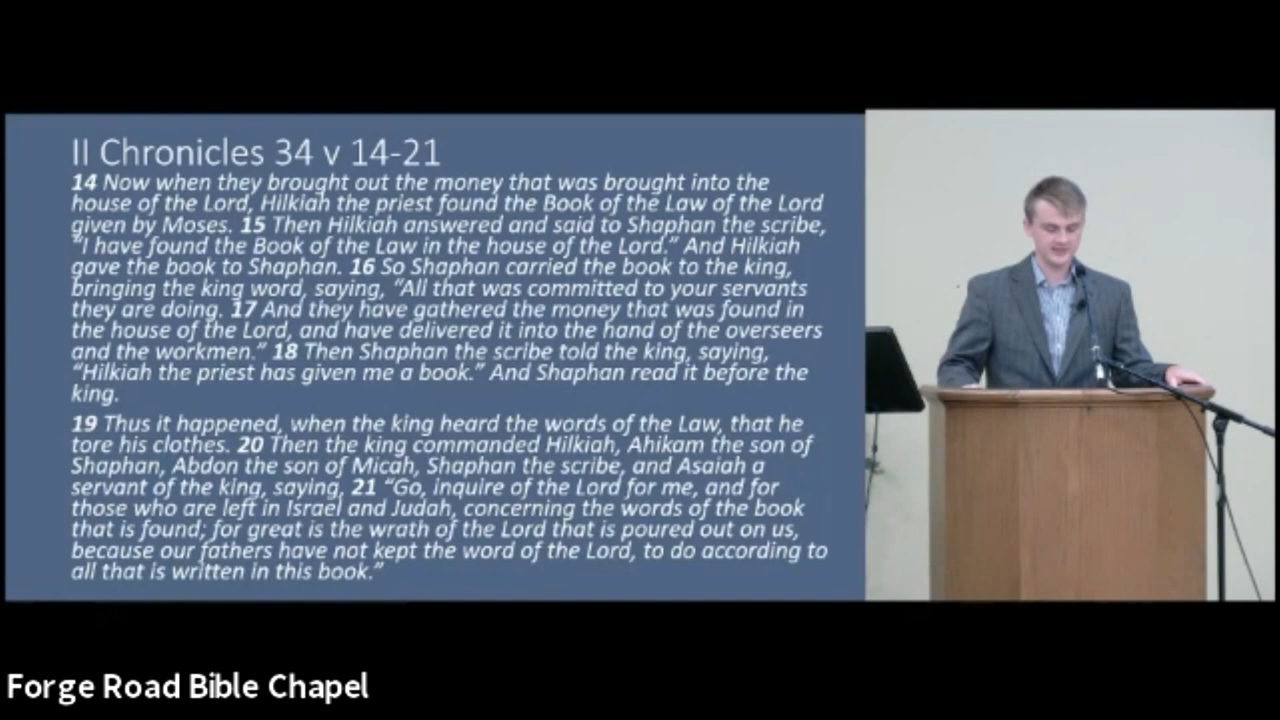 II Chronicles 34 v 14-21
14 Now when they brought out the money that was brought into the
house of the Lord, Hilkiah the priest found the Book of the Law of the Lord
given by Moses. 15 Then Hilkiah answered and said to Shaphan the scribe,
“I have found the Book of the Law in the house of the Lord.” And Hilkiah
gave the book to Shaphan. 16 So Shaphan carried the book to the king,
bringing the king word, saying, “All that was committed to your servants
they are doing. 17 And they have gathered the money that was found in
the house of the Lord, and have delivered it into the hand of the overseers
and the workmen.” 18 Then Shaphan the scribe told the king, saying,
“Hilkiah the priest has given me a book.” And Shaphan read it before the
king.
19 Thus it happened, when the king heard the words of the Law, that he
tore his clothes. 20 Then the king commanded Hilkiah, Ahikam the son of
Shaphan, Abdon the son of Micah, Shaphan the scribe, and Asaiah a
servant of the king, saying, 21 “Go, inquire of the Lord for me, and for
those who are left in Israel and Judah, concerning the words of the book
that is found; for great is the wrath of the Lord that is poured out on us,
because our fathers have not kept the word of the Lord, to do according to
all that is written in this book.”
Forge Road Bible Chapel